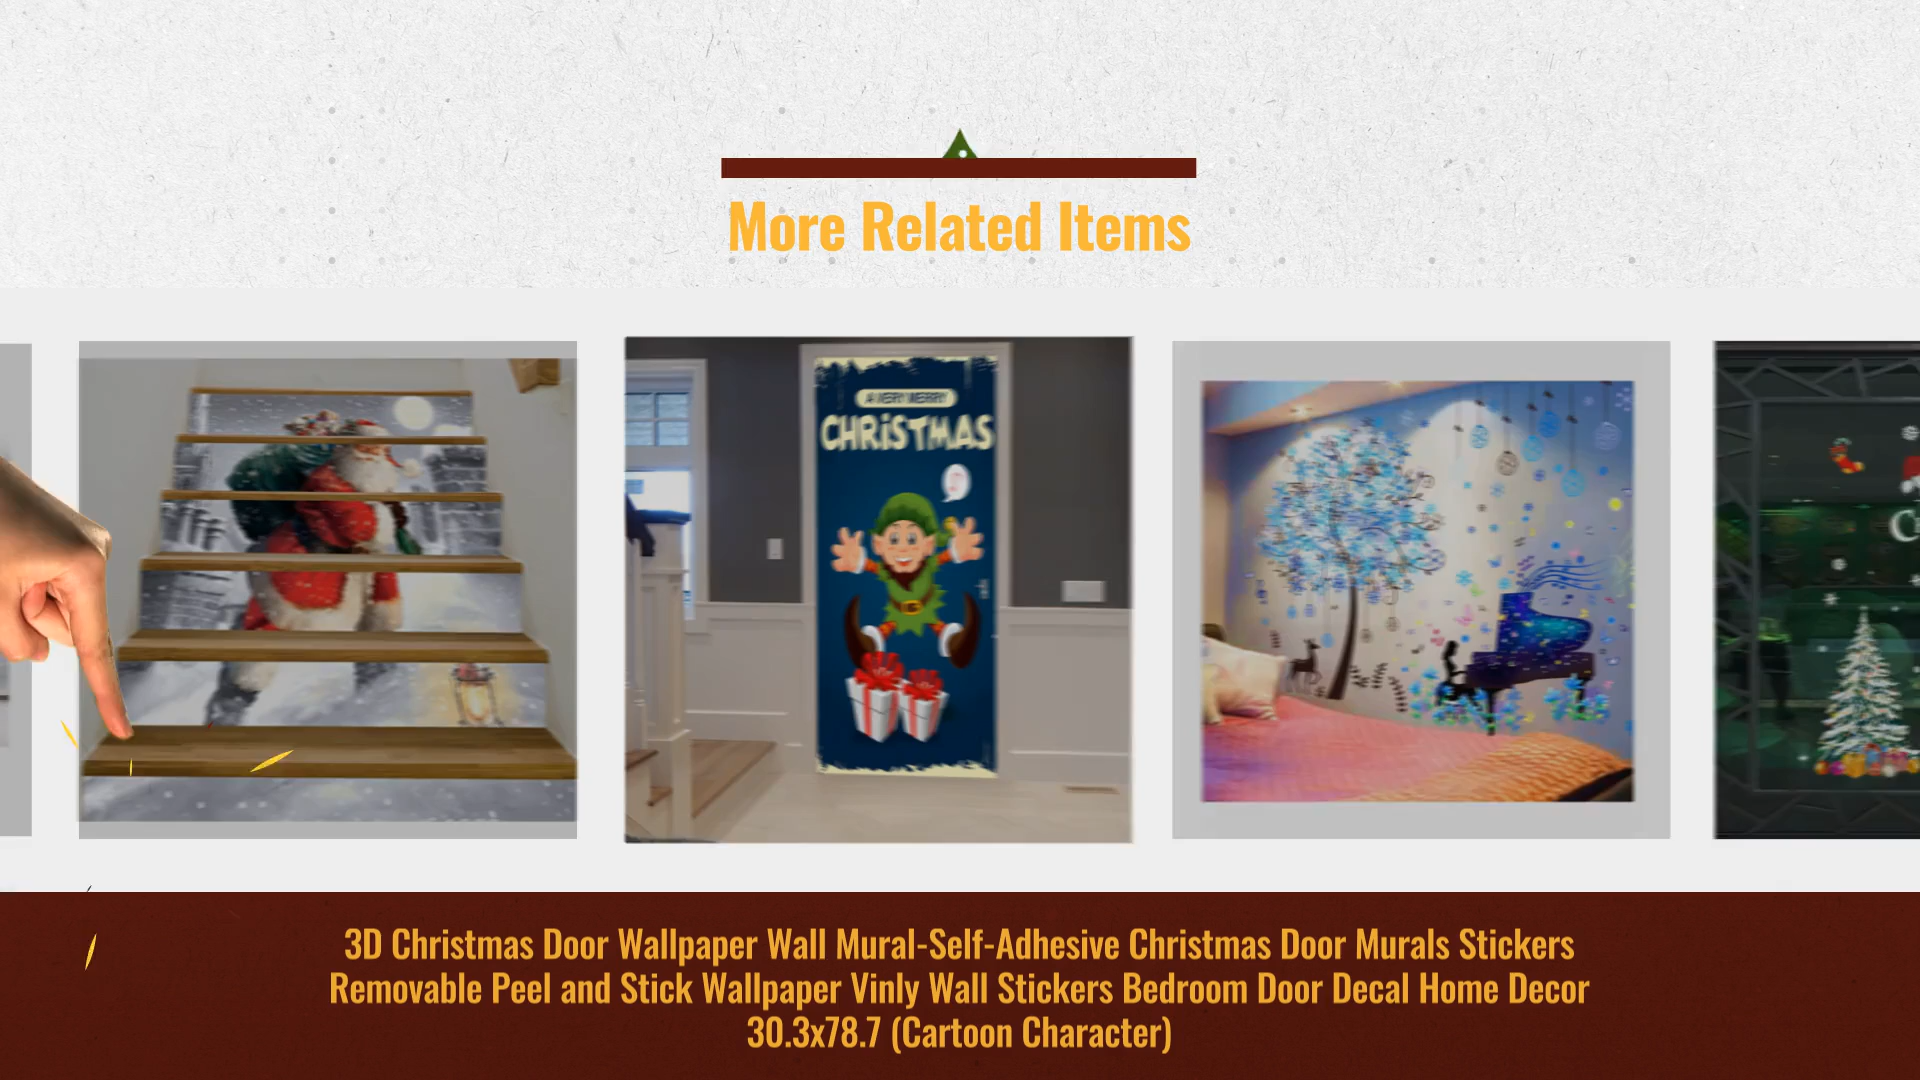 More Related Items
A VERY MERRY
CHRISTMAS
3D Christmas Door Wallpaper Wall Mural-Self-Adhesive Christmas Door Murals Stickers
Removable Peel and Stick Wallpaper Vinly Wall Stickers Bedroom Door Decal Home Decor
30.3x78.7 (Cartoon Character)